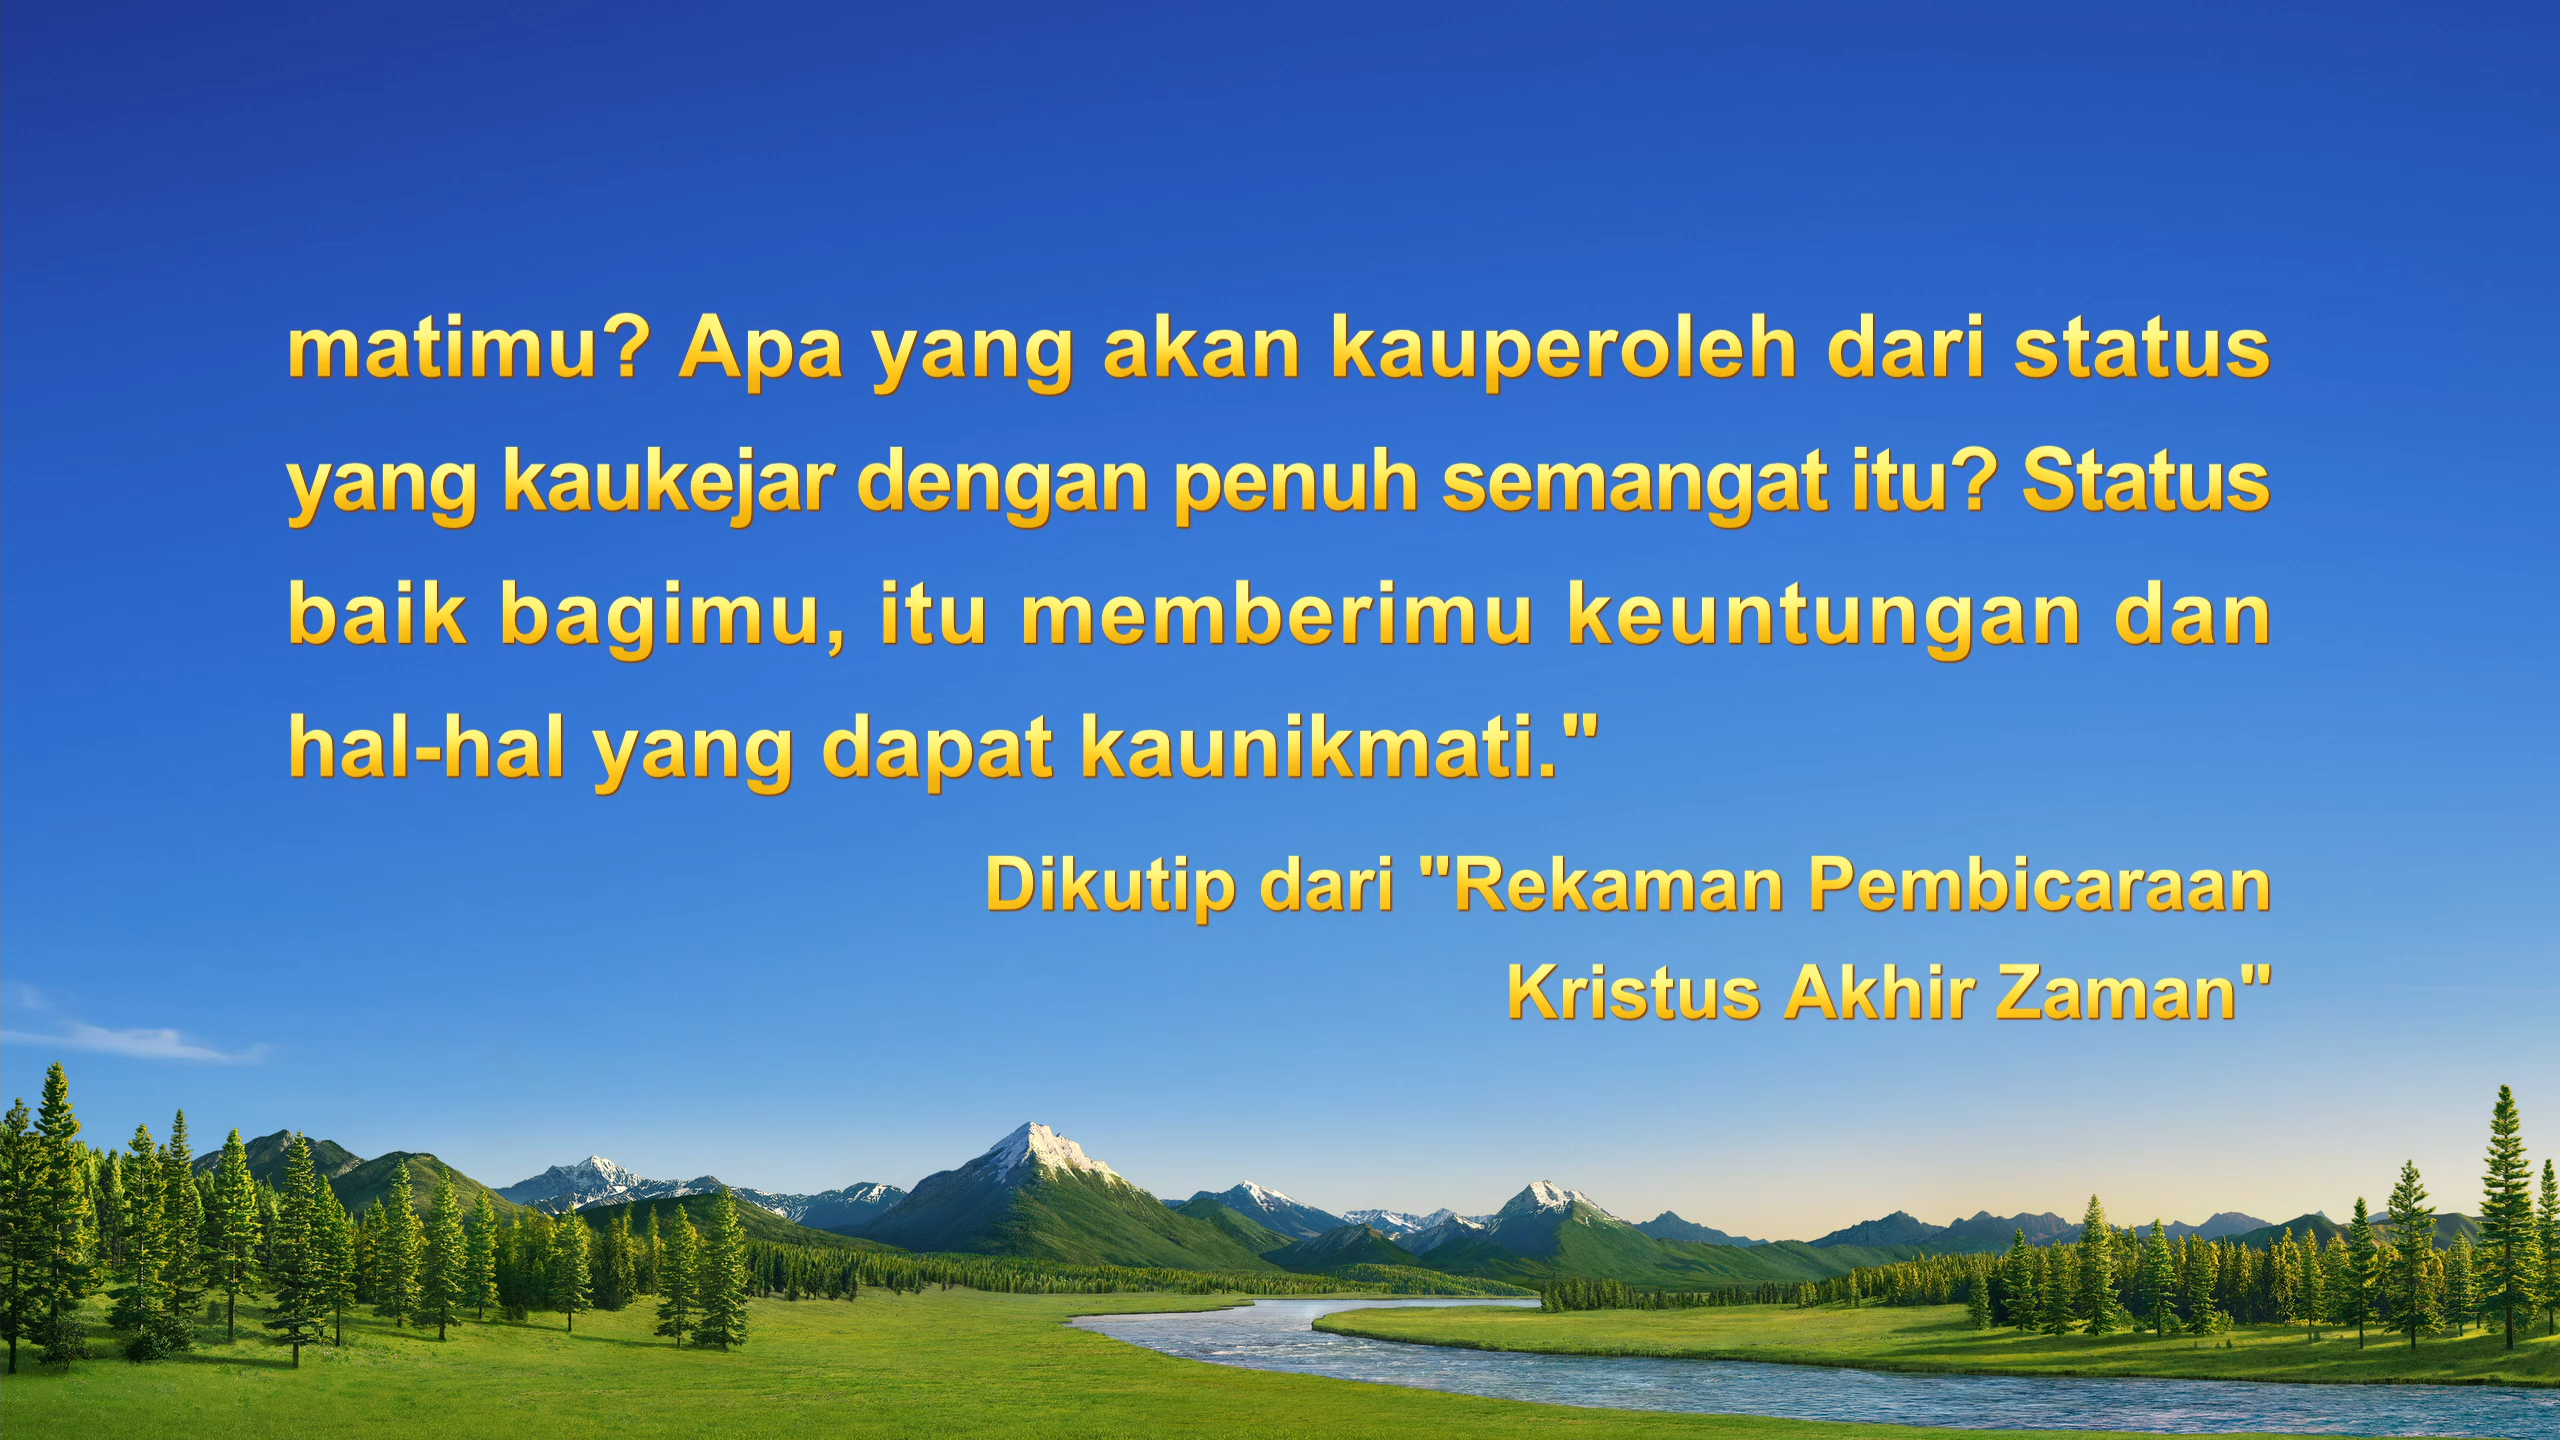 matimu? Apa yang akan kauperoleh dari status
yang kaukejar dengan penuh semangat itu? Status
baik bagimu, itu memberimu keuntungan dan
hal-hal yang dapat kaunikmati."
Dikutip dari "Rekaman Pembicaraan
Kristus Akhir Zaman"